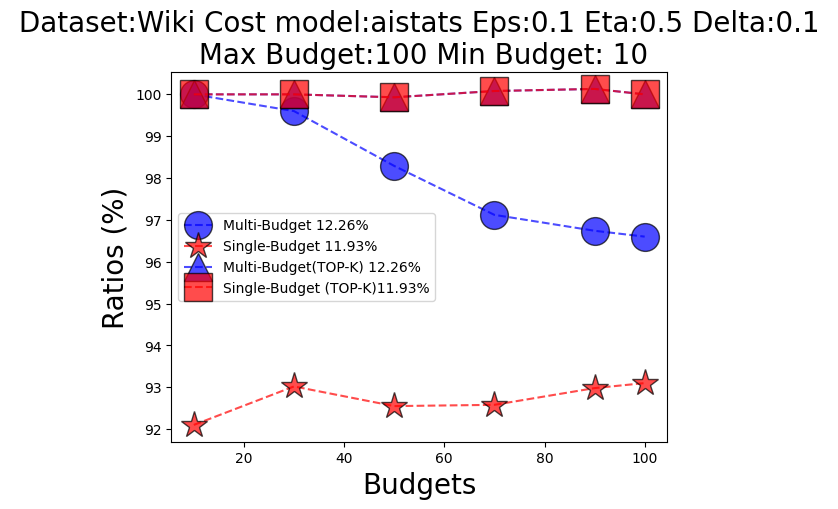 Dataset:Wiki Cost model:aistats Eps:0.1 Eta:0.5 Delta:0.1
Max Budget:100 Min Budget: 10
100
99
98
97
96
95
94
93
92
Ratios (%)
Multi-Budget 12.26%
Single-Budget 11.93%
Multi-Budget(TOP-K) 12.26%
Single-Budget (TOP-K)11.93%
20 40 60 80 100
Budgets